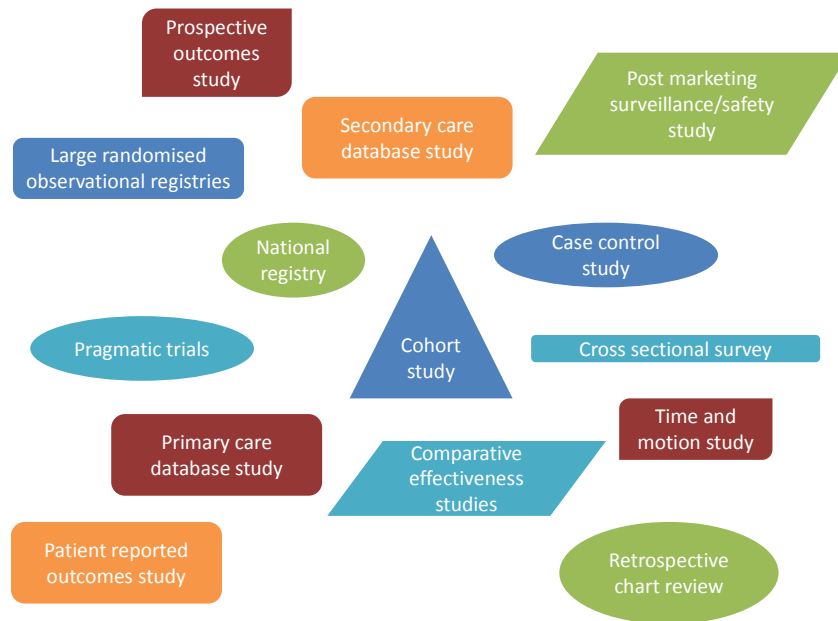 Prospective
outcomes
study
Post marketing
surveillance/safety
study
Secondary care
database study
Large randomised
observational registries
National
registry
Case control
study
Pragmatic trials
Cohort
study
Cross sectional survey
Time and
motion study
Primary care
database study
Comparative
effectiveness
studies
Patient reported
outcomes study
Retrospective
chart review